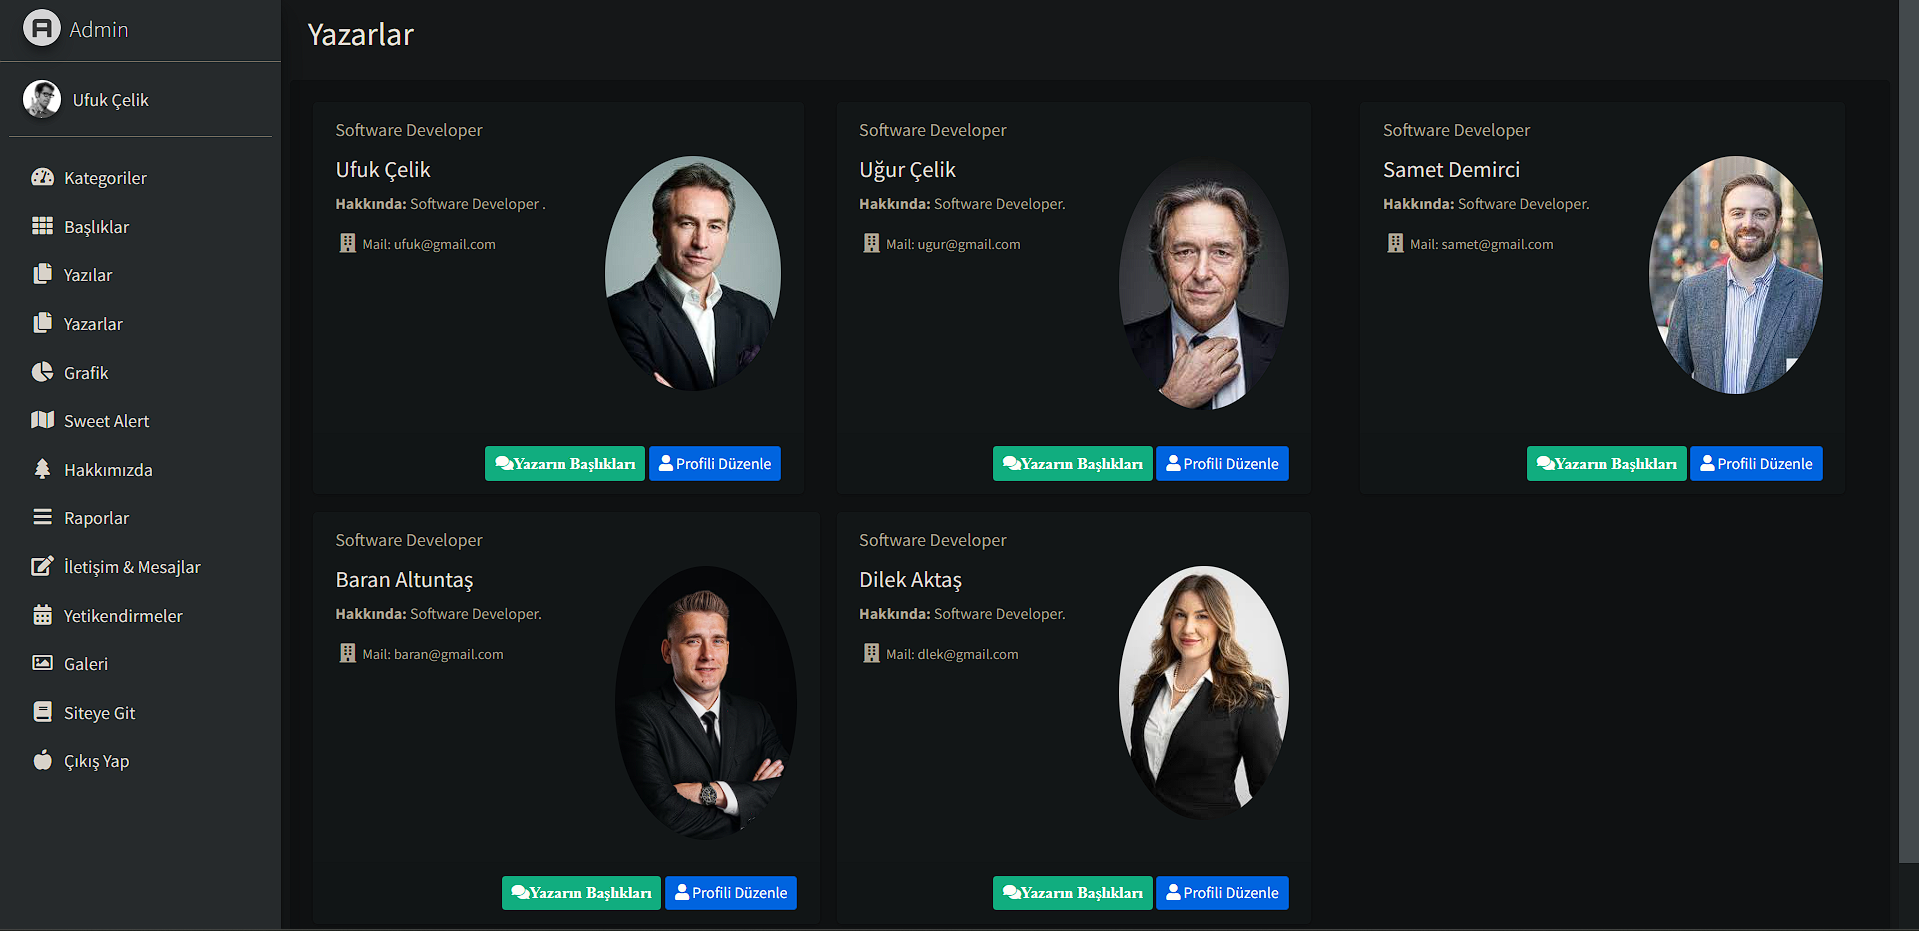 Admin
Ufuk Çelik
Kategoriler
Başlıklar
Yazılar
Yazarlar
Grafik
Sweet Alert
Hakkımızda
Raporlar
İletişim & Mesajlar
Yetikendirmeler
Galeri
Siteye Git
Çıkış Yap
Yazarlar
Software Developer
Ufuk Çelik
Hakkında: Software Developer .
Mail: ufuk@gmail.com
Yazarın Başlıkları Profili Düzenle
Software Developer
Uğur Çelik
Hakkında: Software Developer.
Mail: ugur@gmail.com
Yazarın Başlıkları Profili Düzenle
Software Developer
Samet Demirci
Hakkında: Software Developer.
Mail: samet@gmail.com
Yazarın Başlıkları Profili Düzenle
Software Developer
Baran Altuntaş
Hakkında: Software Developer.
Mail: baran@gmail.com
Yazarın Başlıkları Profili Düzenle
Software Developer
Dilek Aktaş
Hakkında: Software Developer.
Mail: dlek@gmail.com
Yazarın Başlıkları Profili Düzenle